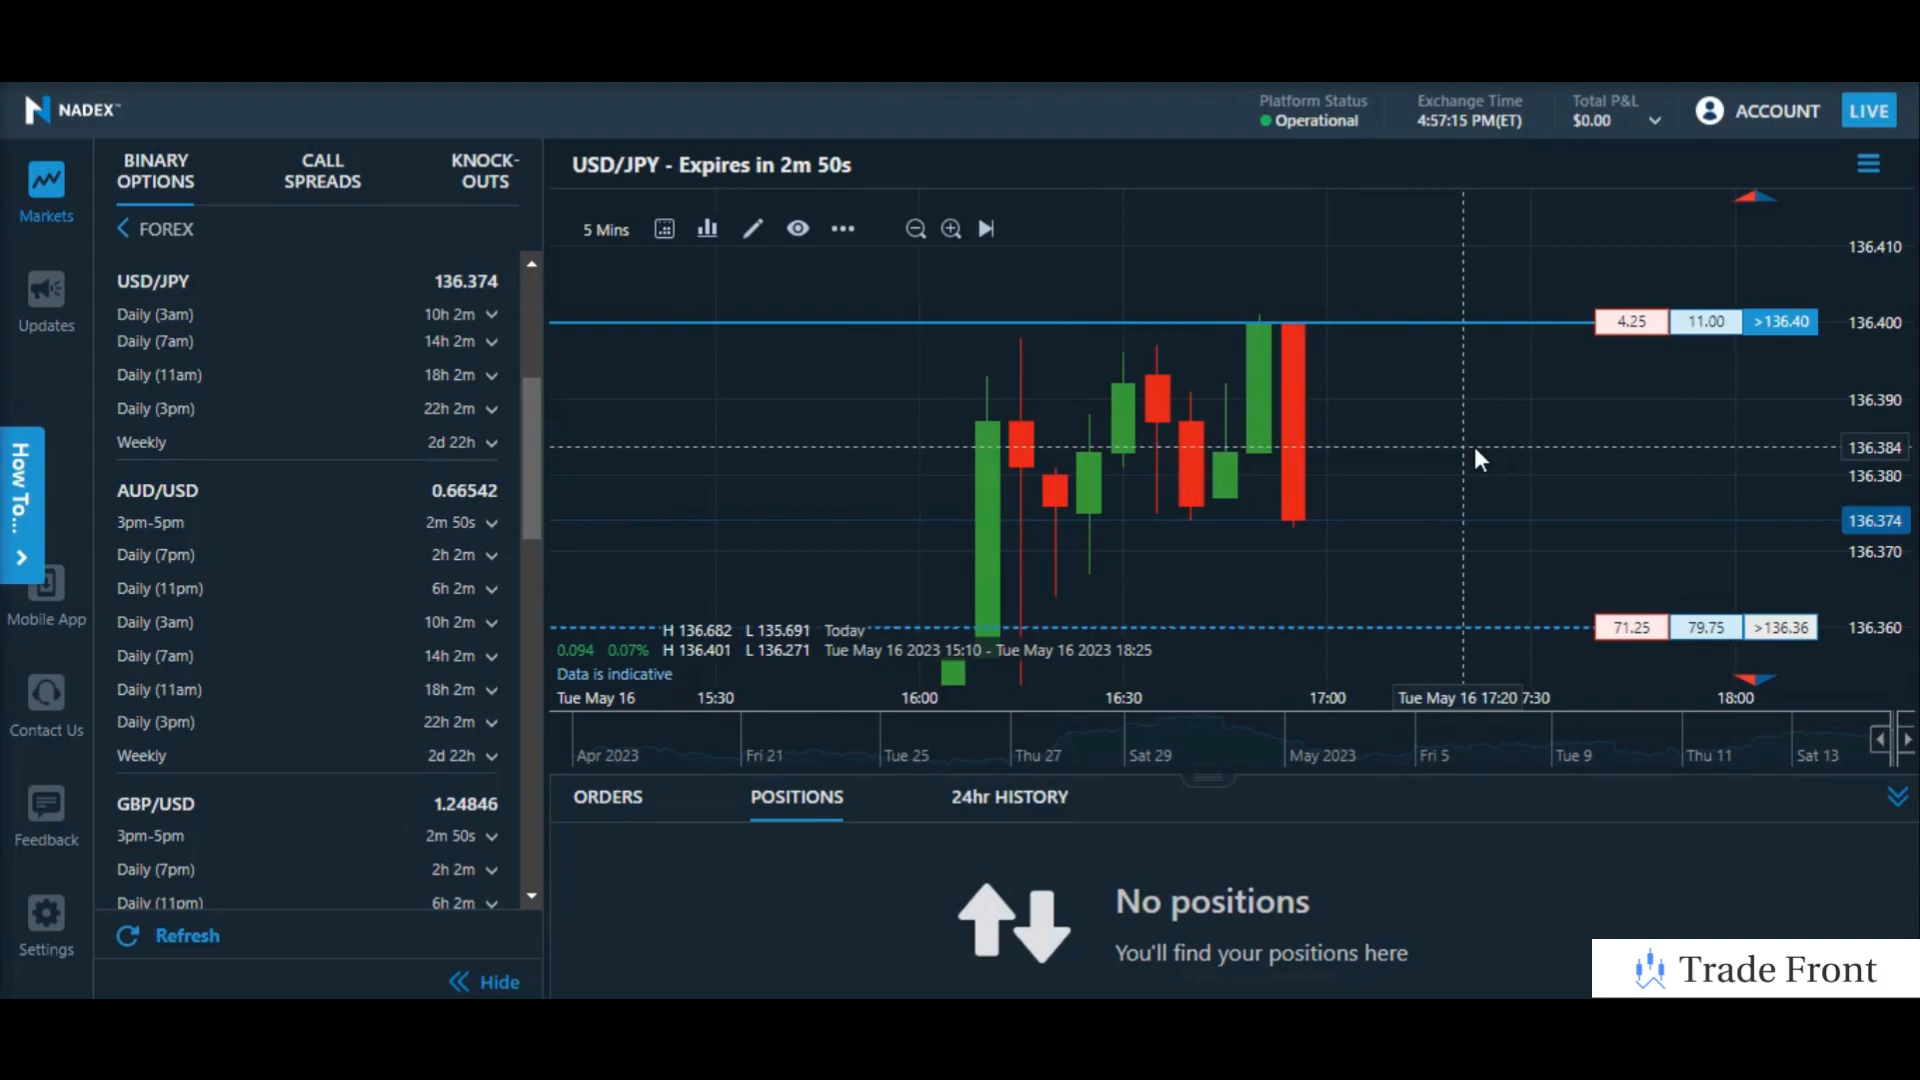 NADEX™
Platform Status
Operational
Exchange Time
4:57:15 PM(ET)
Total P&L
$0.00
ACCOUNT
LIVE
Markets
Updates
How To...
Mobile App
Contact Us
Feedback
Settings
BINARY
OPTIONS
CALL
SPREADS
KNOCK-
OUTS
FOREX
USD/JPY 136.374
Daily (3am) 10h 2m
Daily (7am) 14h 2m
Daily (11am) 18h 2m
Daily (3pm) 22h 2m
Weekly 2d 22h
AUD/USD 0.66542
3pm-5pm 2m 50s
Daily (7pm) 2h 2m
Daily (11pm) 6h 2m
Daily (3am) 10h 2m
Daily (7am) 14h 2m
Daily (11am) 18h 2m
Daily (3pm) 22h 2m
Weekly 2d 22h
GBP/USD 1.24846
3pm-5pm 2m 50s
Daily (7pm) 2h 2m
Daily (11pm) 6h 2m
Refresh
Hide
USD/JPY - Expires in 2m 50s
5 Mins
136.410
4.25 11.00 >136.40 136.400
136.390
136.384
136.380
136.374
136.370
71.25 79.75 >136.36 136.360
H 136.682 L 135.691 Today
0.094 0.07% H 136.401 L 136.271 Tue May 16 2023 15:10 - Tue May 16 2023 18:25
Data is indicative
Tue May 16 15:30 16:00 16:30 17:00 Tue May 16 17:20 7:30 18:00
Apr 2023 Fri 21 Tue 25 Thu 27 Sat 29 May 2023 Fri 5 Tue 9 Thu 11 Sat 13
ORDERS POSITIONS 24hr HISTORY
No positions
You'll find your positions here
Trade Front